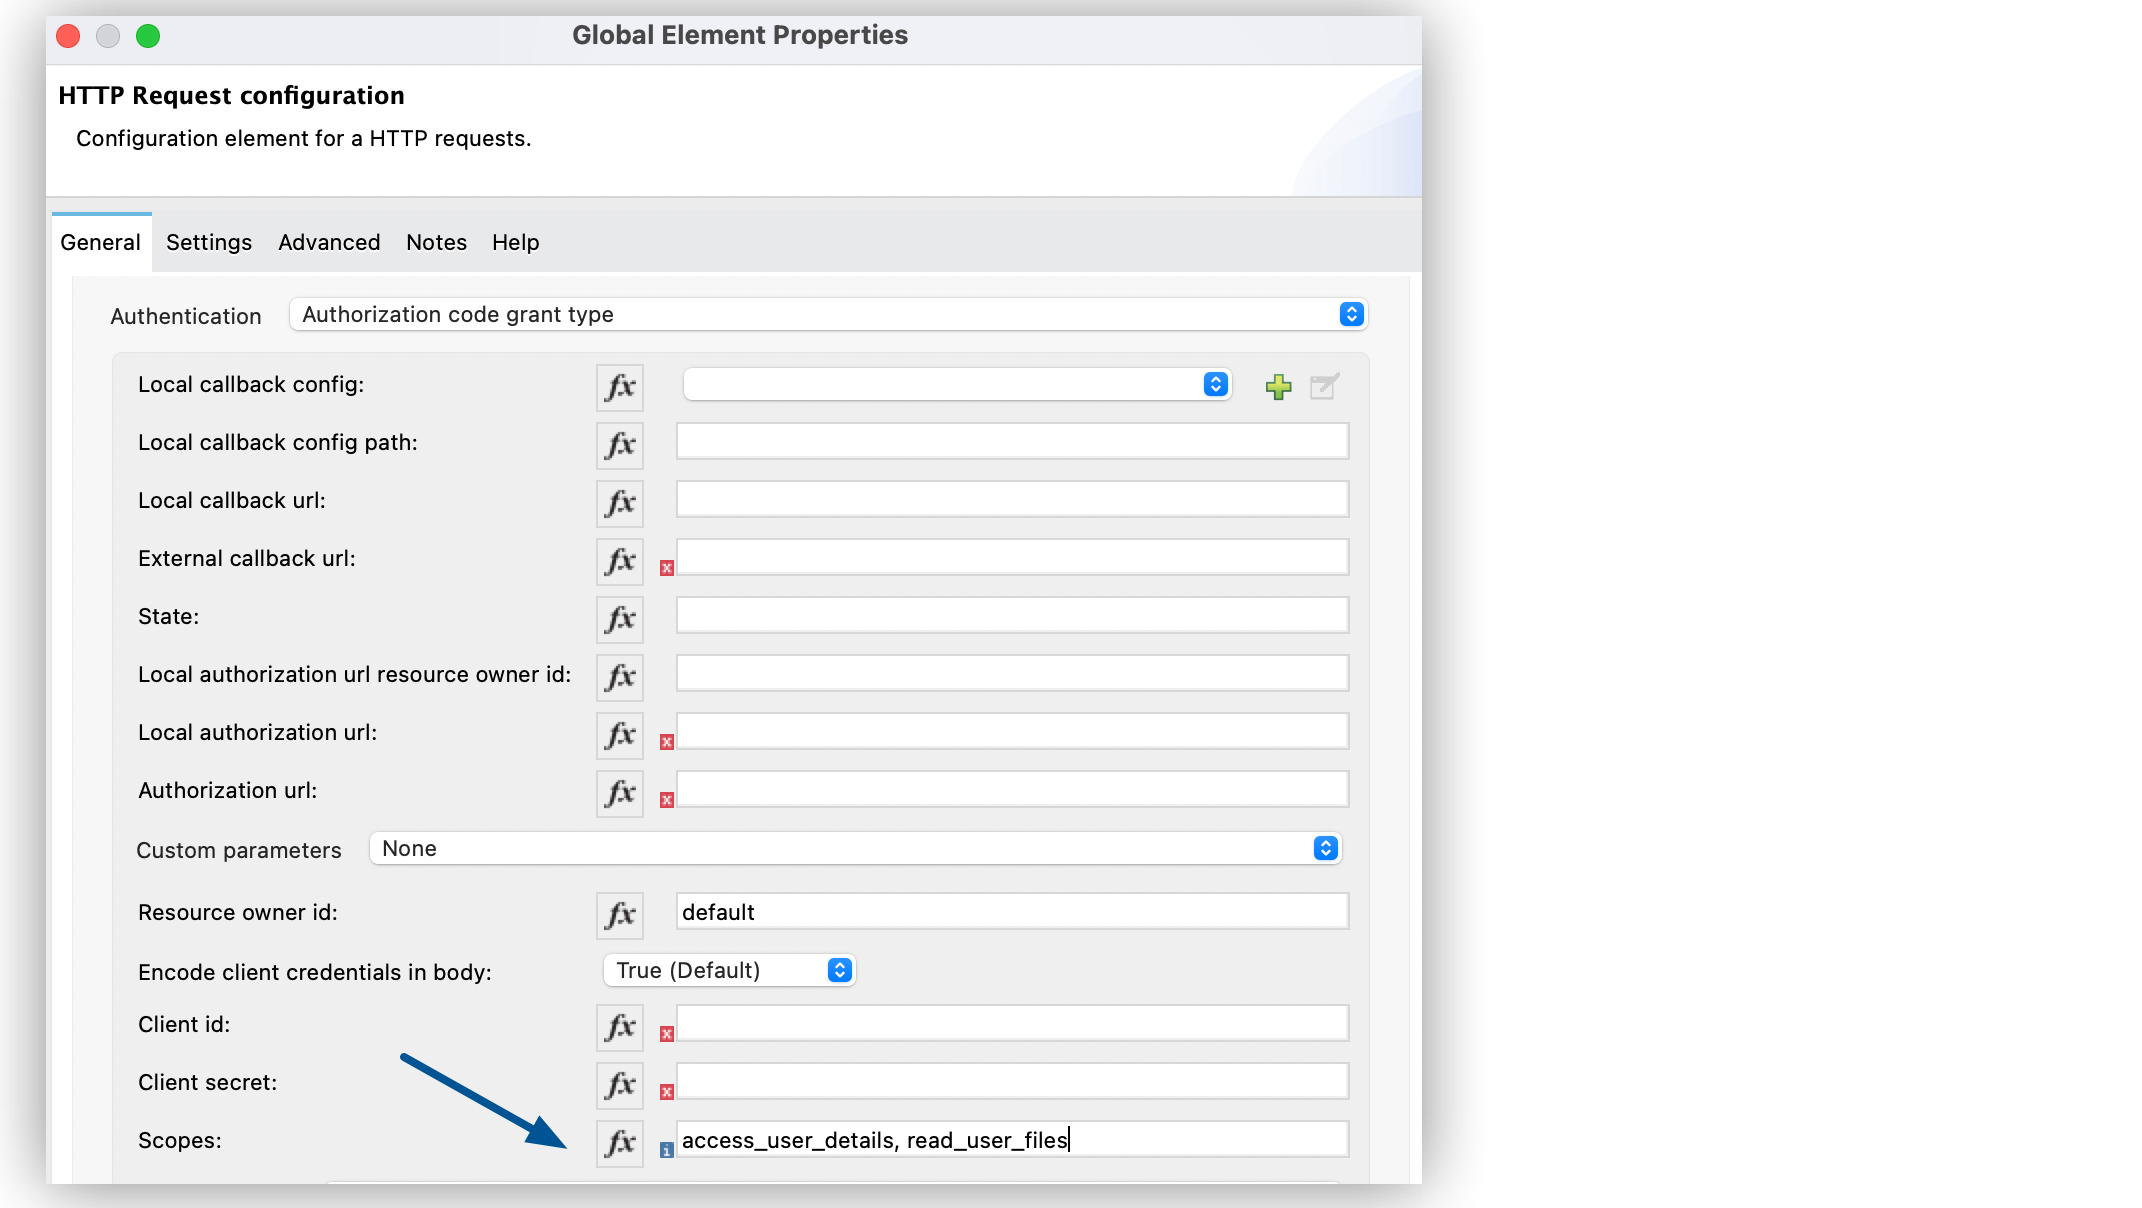 Global Element Properties
HTTP Request configuration
Configuration element for a HTTP requests.
General Settings Advanced Notes Help
Authentication Authorization code grant type
Local callback config: fx
Local callback config path: fx
Local callback url: fx
External callback url: fx x
State: fx
Local authorization url resource owner id: fx
Local authorization url: fx x
Authorization url: fx x
Custom parameters None
Resource owner id: fx default
Encode client credentials in body: True (Default)
Client id: fx x
Client secret: fx x
Scopes: fx i access_user_details, read_user_files